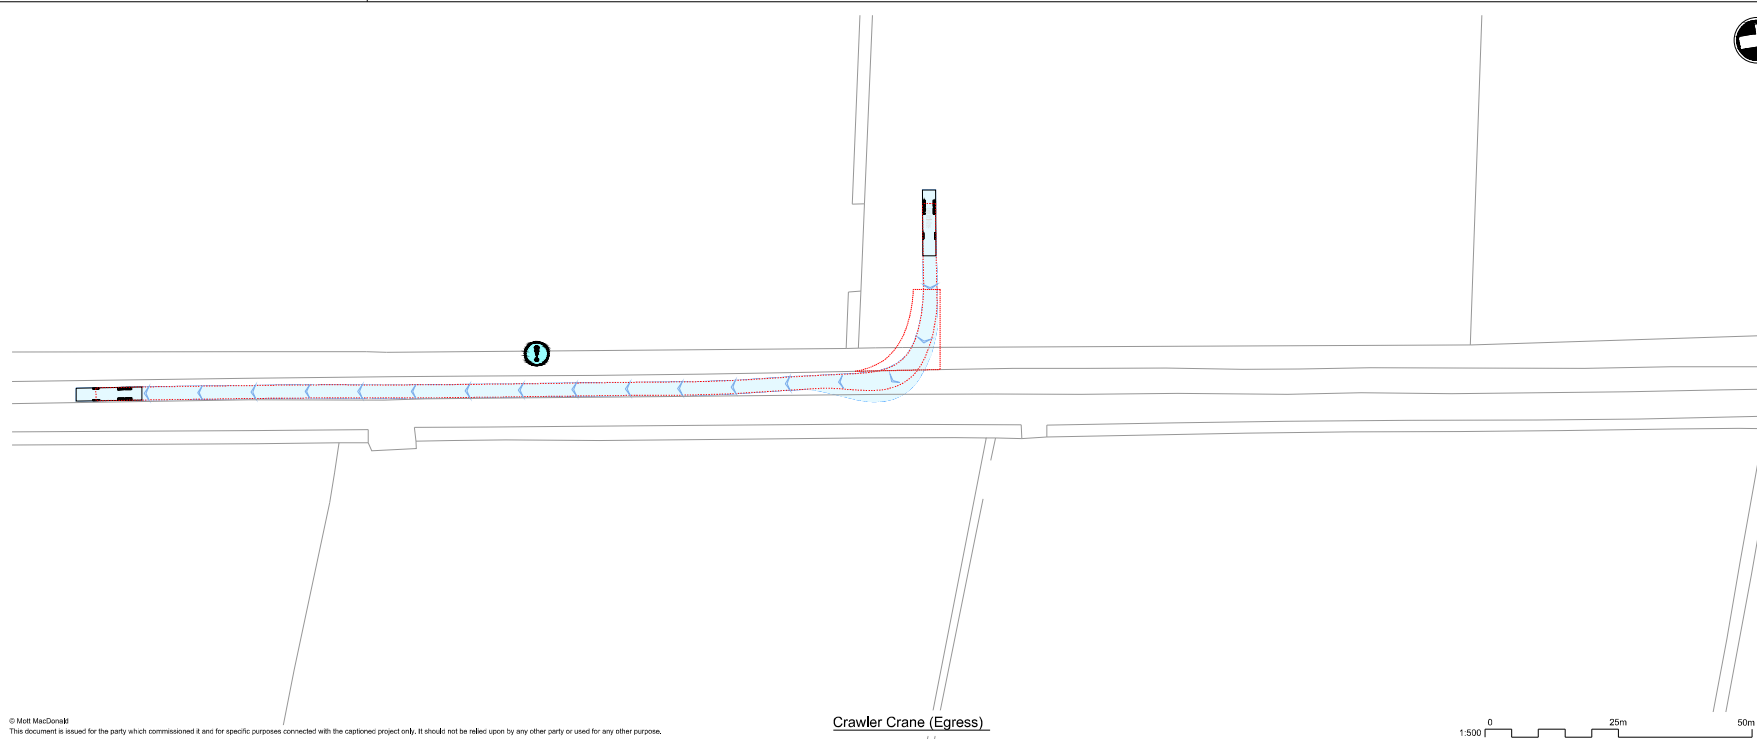 © Mott MacDonald
This document is issued for the party which commissioned it and for specific purposes connected with the captioned project only. It should not be relied upon by any other party or used for any other purpose.
Crawler Crane (Egress)
0 25m 50m
1:500